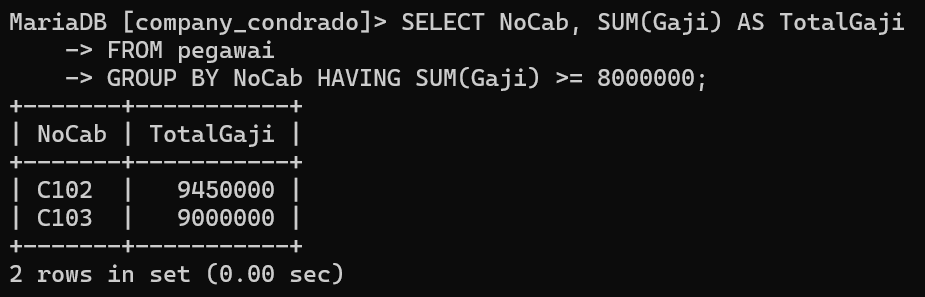 MariaDB [company_condrado]> SELECT NoCab, SUM(Gaji) AS TotalGaji
    -> FROM pegawai
    -> GROUP BY NoCab HAVING SUM(Gaji) >= 8000000;
+-------+-----------+
| NoCab | TotalGaji |
+-------+-----------+
| C102  |   9450000 |
| C103  |   9000000 |
+-------+-----------+
2 rows in set (0.00 sec)